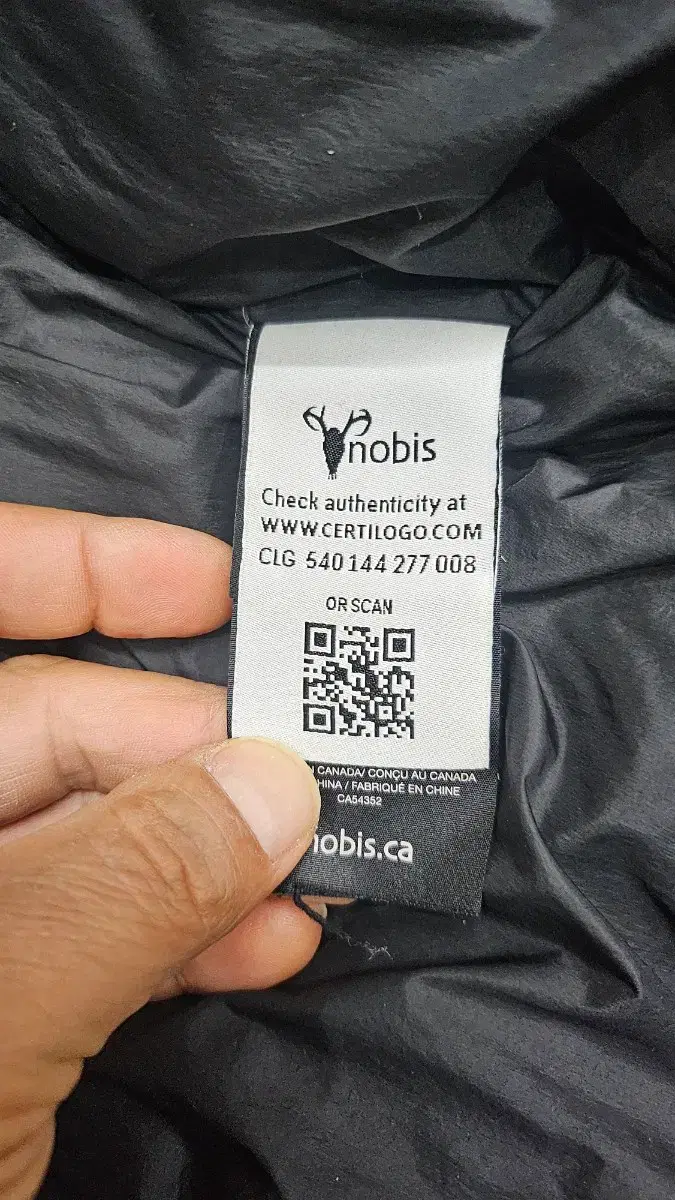 nobis
Check authenticity at
WWW.CERTILOGO.COM
CLG 540 144 277 008
OR SCAN
CANADA/ CONÇU AU CANADA
/ FABRIQUÉ EN CHINE
CA54352
nobis.ca